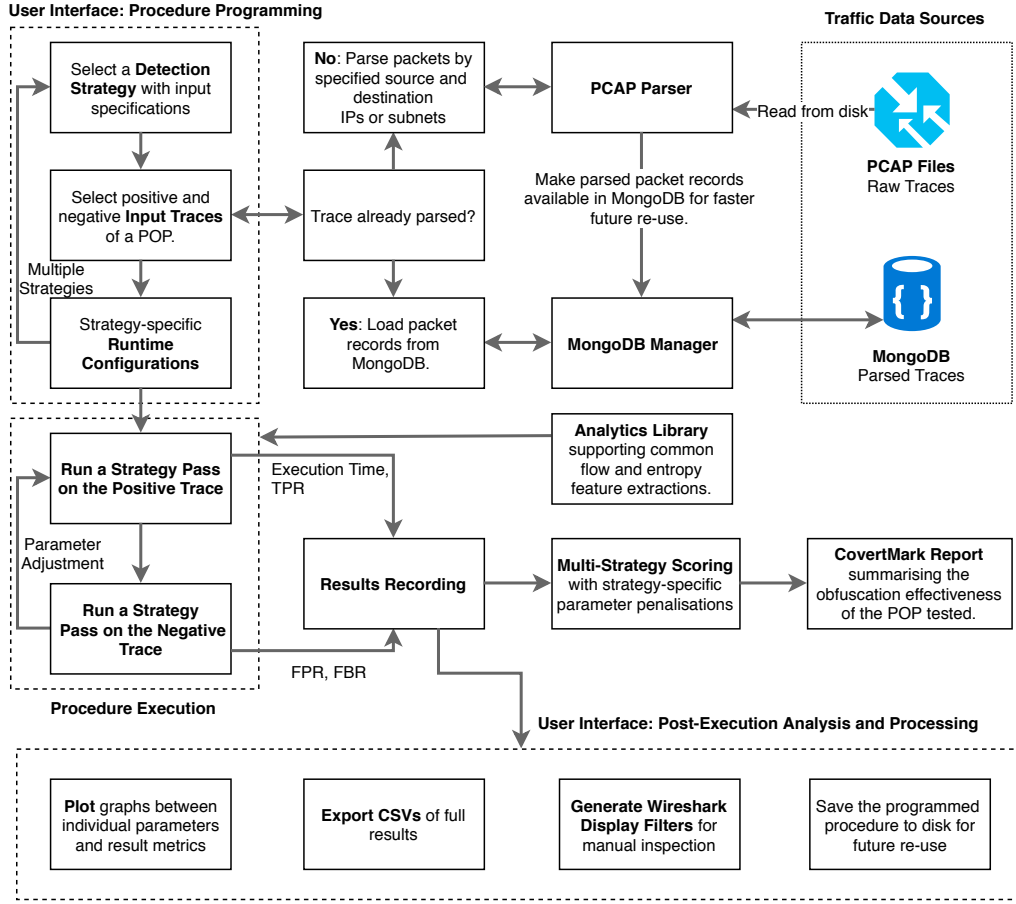 User Interface: Procedure Programming
Traffic Data Sources
Select a Detection
Strategy with input
specifications
No: Parse packets by
specified source and
destination
IPs or subnets
PCAP Parser
Read from disk
PCAP Files
Raw Traces
Select positive and
negative Input Traces
of a POP.
Trace already parsed?
Make parsed packet records
available in MongoDB for faster
future re-use.
Multiple
Strategies
Strategy-specific
Runtime
Configurations
Yes: Load packet
records from
MongoDB.
MongoDB Manager
{ }
MongoDB
Parsed Traces
Run a Strategy Pass
on the Positive Trace
Execution Time,
TPR
Analytics Library
supporting common
flow and entropy
feature extractions.
Parameter
Adjustment
Run a Strategy
Pass on the Negative
Trace
FPR, FBR
Results Recording
Multi-Strategy Scoring
with strategy-specific
parameter penalisations
CovertMark Report
summarising the
obfuscation effectiveness
of the POP tested.
Procedure Execution
User Interface: Post-Execution Analysis and Processing
Plot graphs between
individual parameters
and result metrics
Export CSVs of full
results
Generate Wireshark
Display Filters for
manual inspection
Save the programmed
procedure to disk for
future re-use